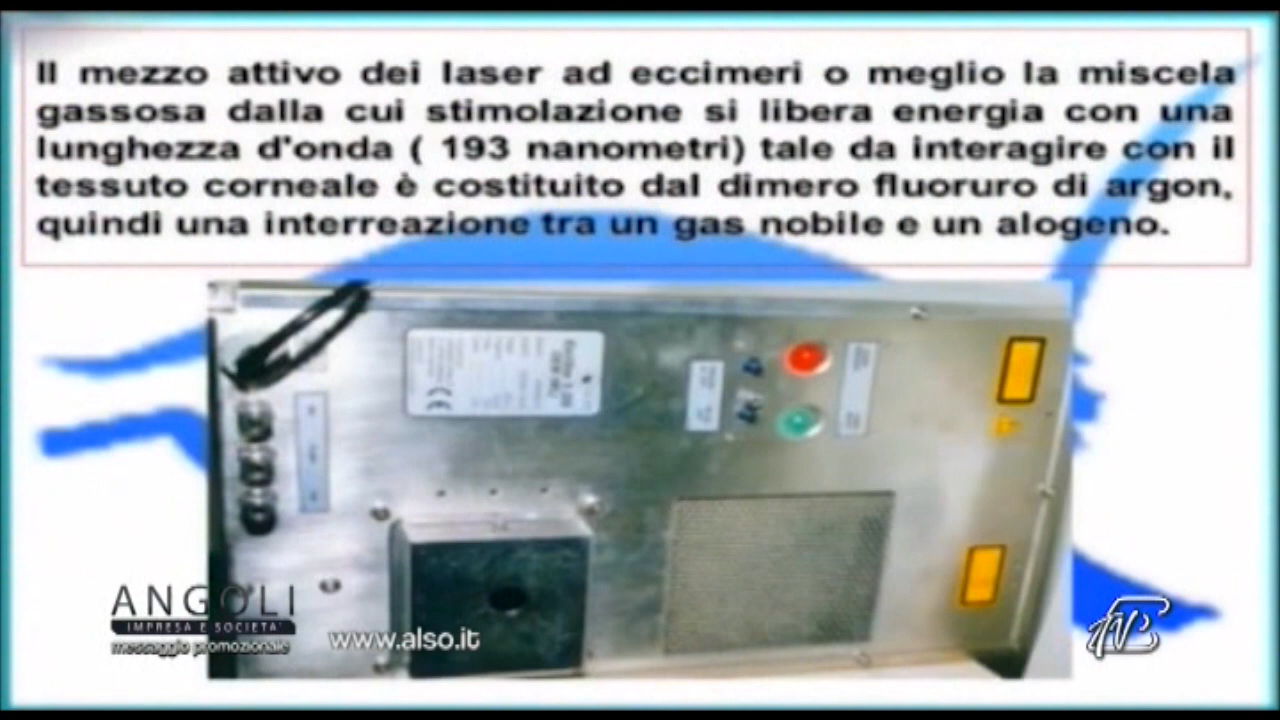 Il mezzo attivo dei laser ad eccimeri o meglio la miscela
gassosa dalla cui stimolazione si libera energia con una
lunghezza d'onda ( 193 nanometri) tale da interagire con il
tessuto corneale è costituito dal dimero fluoruro di argon,
quindi una interreazione tra un gas nobile e un alogeno.
CE
ANGOLI
IMPRESA E SOCIETA'
messaggio promozionale
www.also.it